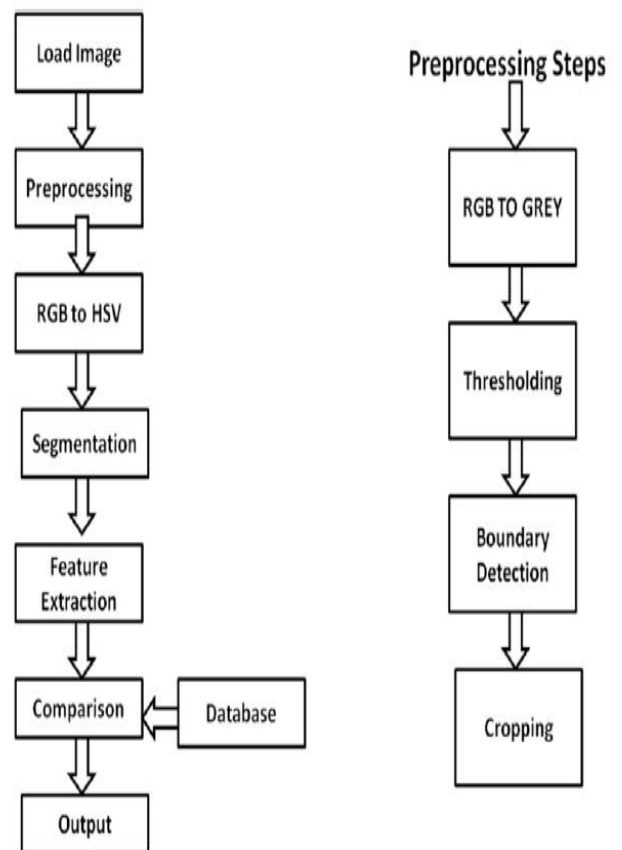 Load Image
Preprocessing
RGB to HSV
Segmentation
Feature
Extraction
Comparison
Database
Output
Preprocessing Steps
RGB TO GREY
Thresholding
Boundary
Detection
Cropping